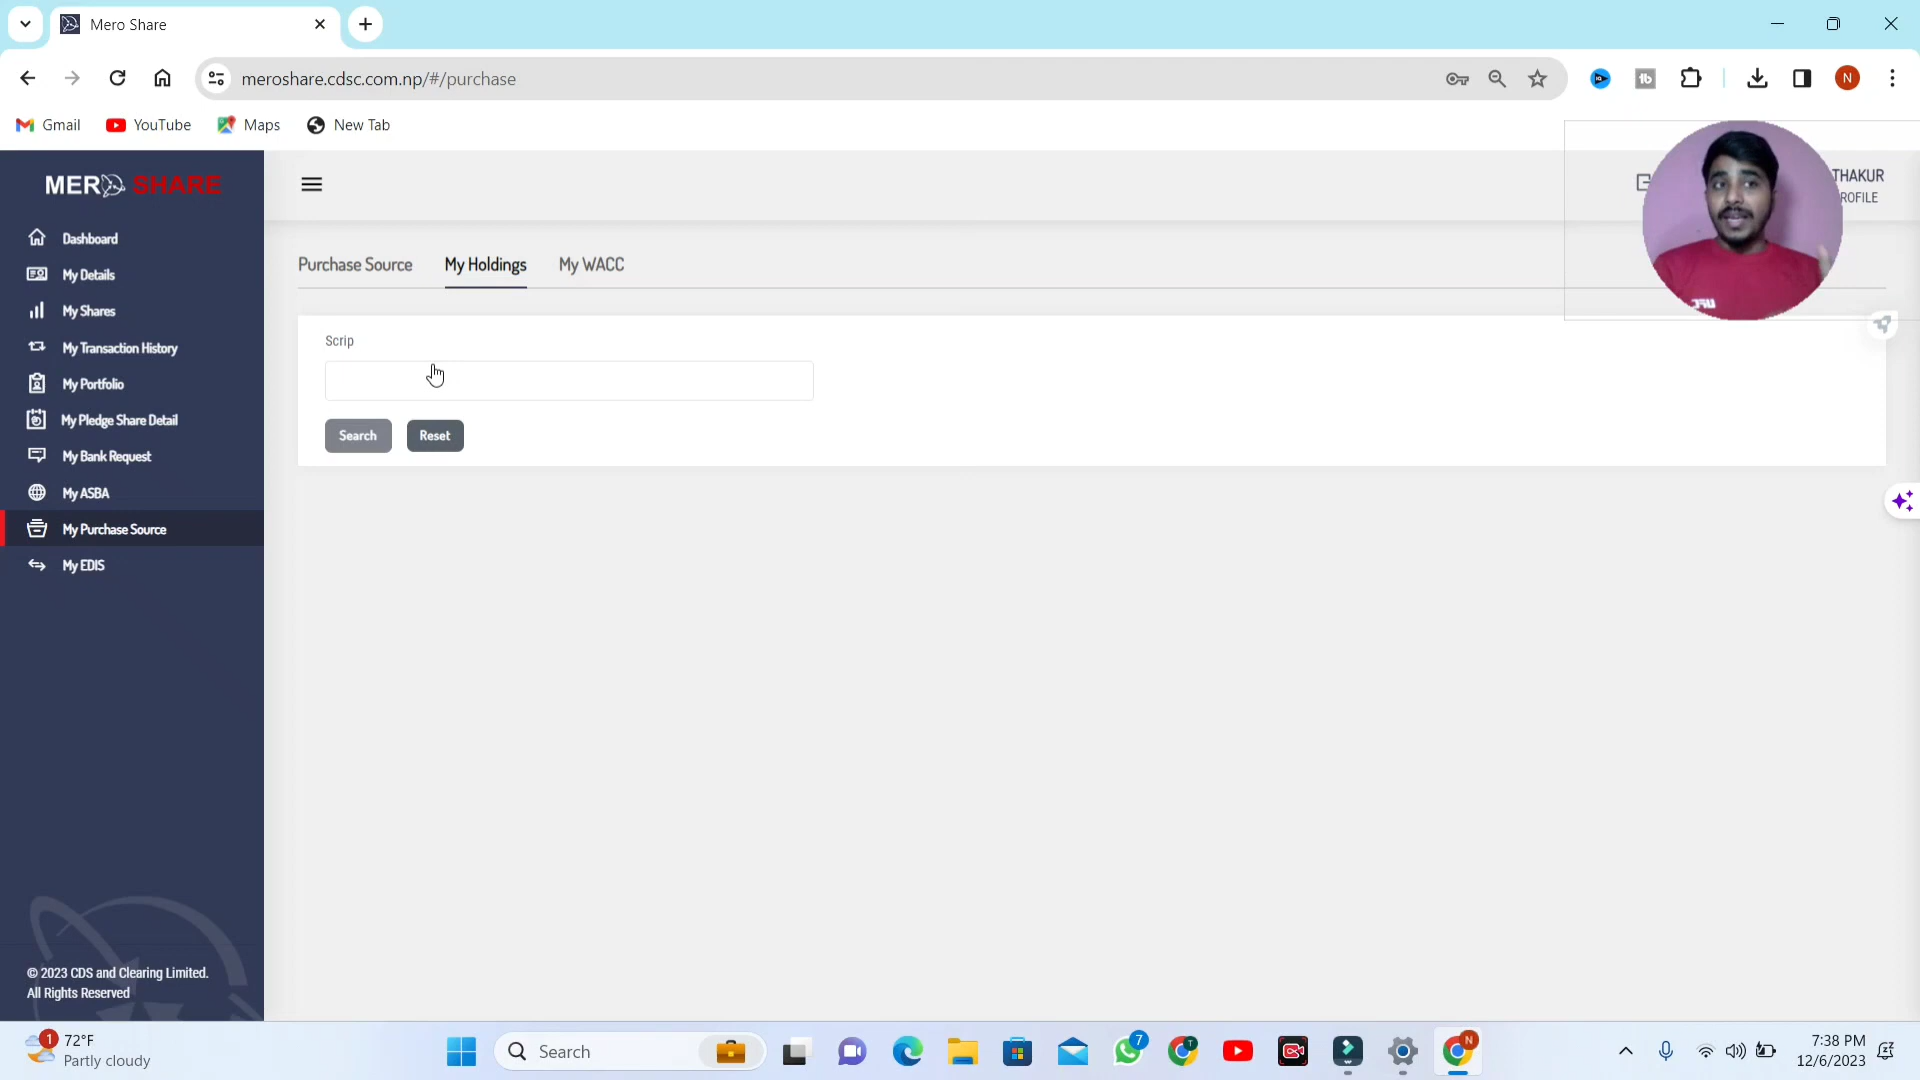 Mero Share
meroshare.cdsc.com.np/#/purchase
tb
N
Gmail
YouTube
Maps
New Tab
MERO SHARE
THAKUR
ROFILE
Dashboard
My Details
My Shares
My Transaction History
My Portfolio
My Pledge Share Detail
My Bank Request
My ASBA
My Purchase Source
My EDIS
Purchase Source My Holdings My WACC
Scrip
Search Reset
© 2023 CDS and Clearing Limited.
All Rights Reserved
1
72°F
Partly cloudy
Search
7
T
N
7:38 PM
12/6/2023